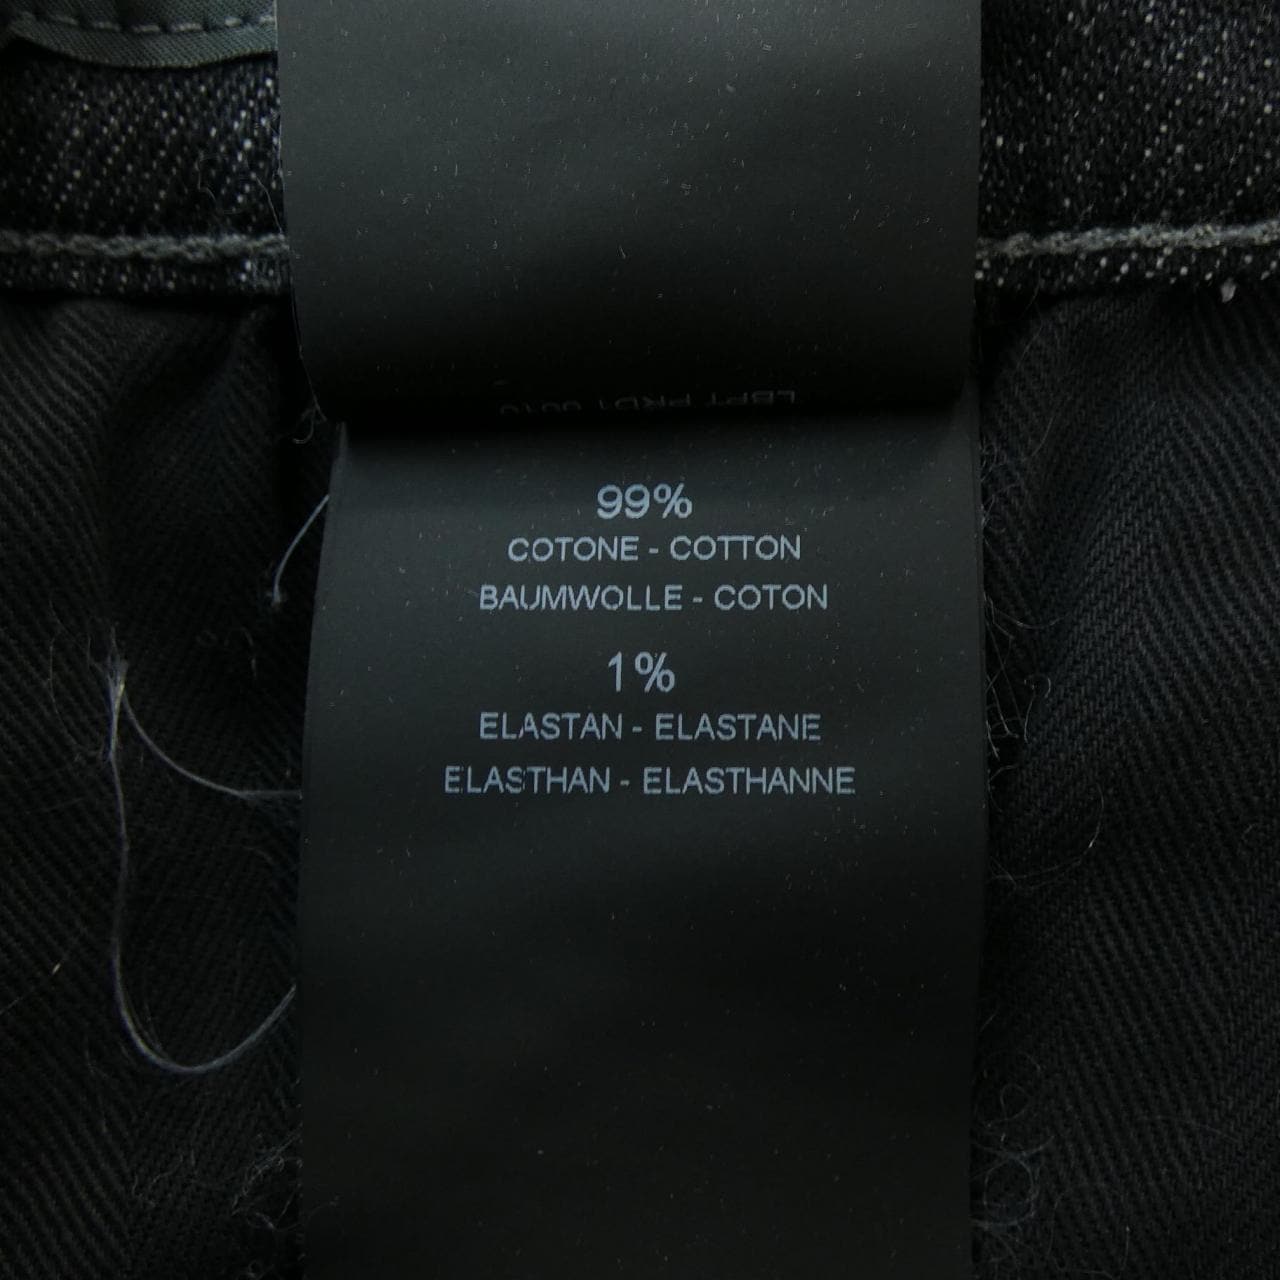 99%
COTONE - COTTON
BAUMWOLLE - COTON
1%
ELASTAN - ELASTANE
ELASTHAN - ELASTHANNE